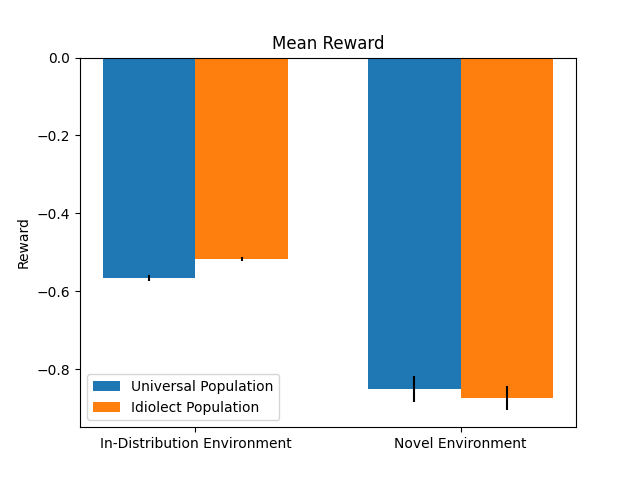 Mean Reward
0.0
−0.2
−0.4
−0.6
−0.8
Reward
Universal Population
Idiolect Population
In-Distribution Environment
Novel Environment